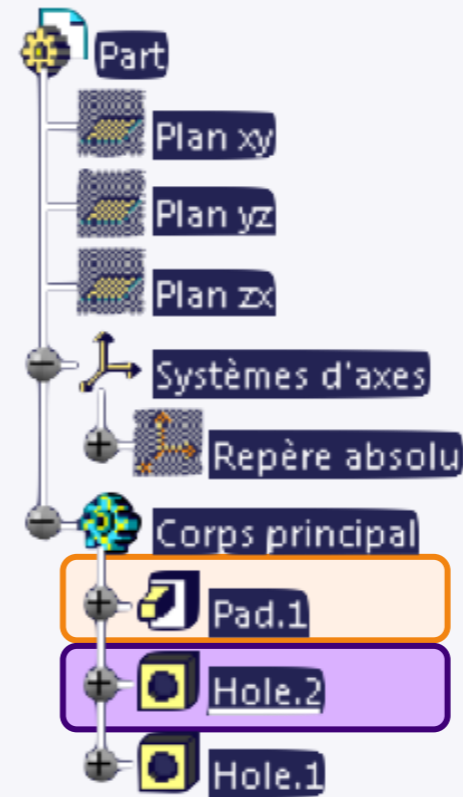 Part
Plan xy
Plan yz
Plan zx
Systèmes d'axes
Repère absolu
Corps principal
Pad.1
Hole.2
Hole.1